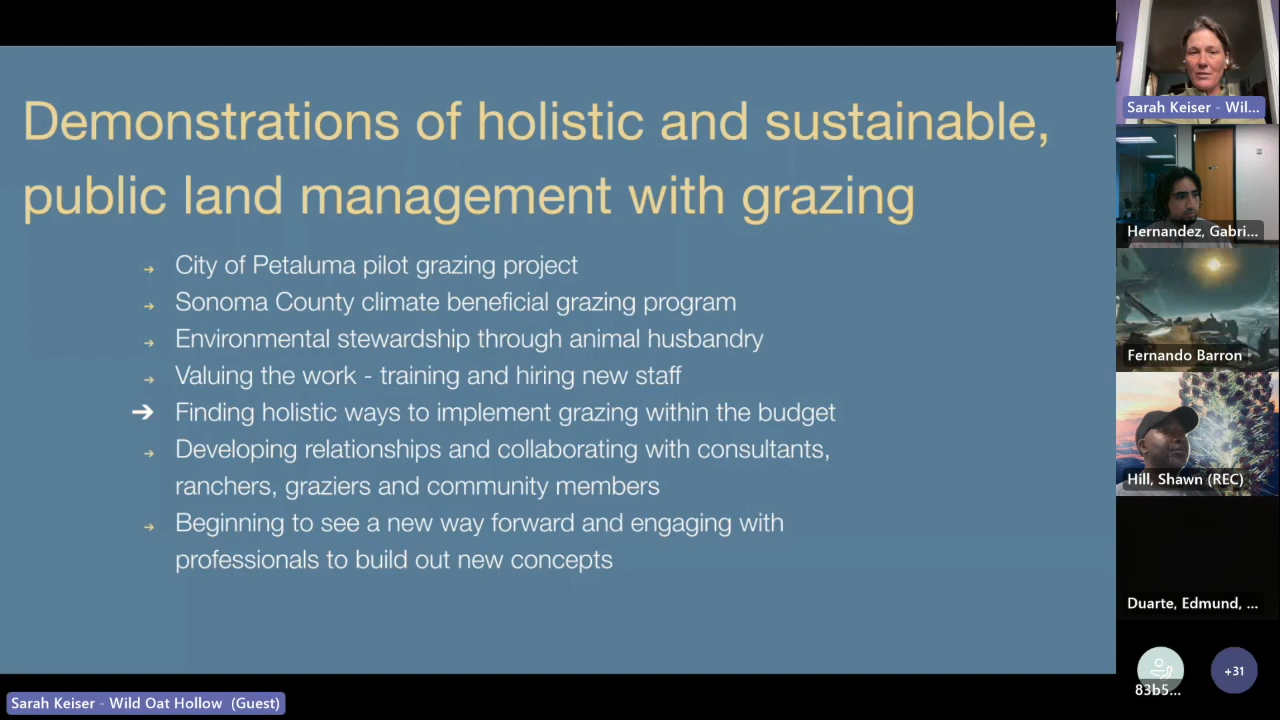 Demonstrations of holistic and sustainable,
public land management with grazing
→ City of Petaluma pilot grazing project
→ Sonoma County climate beneficial grazing program
→ Environmental stewardship through animal husbandry
→ Valuing the work - training and hiring new staff
→ Finding holistic ways to implement grazing within the budget
→ Developing relationships and collaborating with consultants,
ranchers, graziers and community members
→ Beginning to see a new way forward and engaging with
professionals to build out new concepts
Sarah Keiser - Wild Oat Hollow (Guest)
Sarah Keiser - Wil...
Hernandez, Gabri...
Fernando Barron
Hill, Shawn (REC)
Duarte, Edmund, ...
83b5...
+31